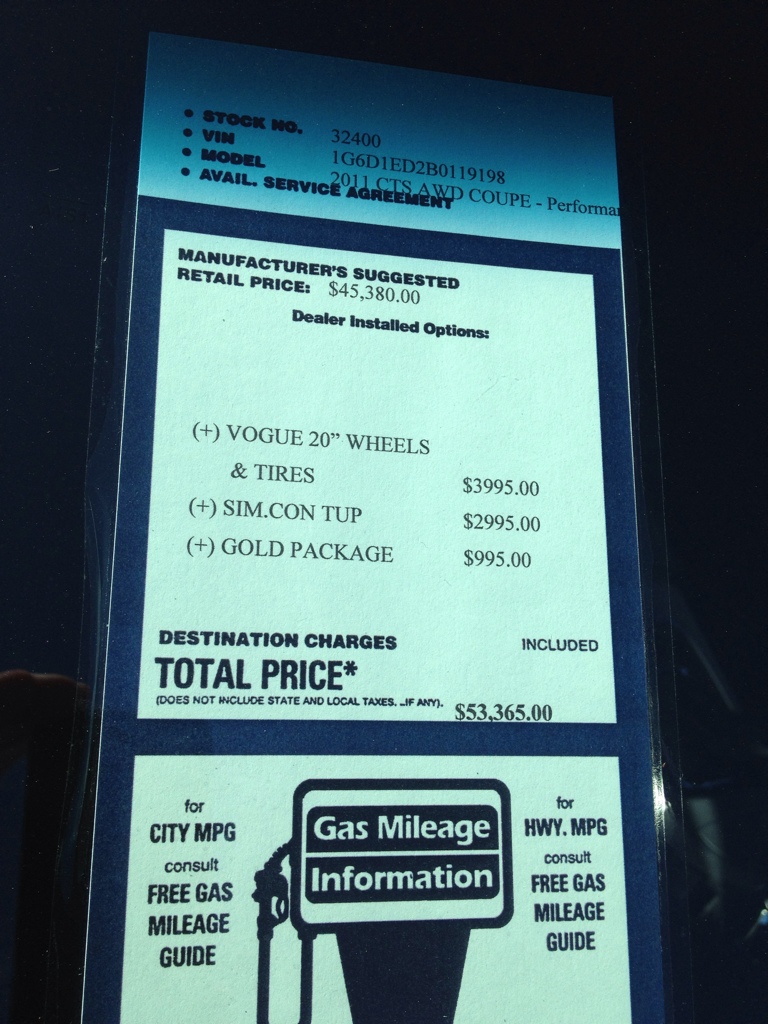 • STOCK NO. 32400
• VIN 1G6D1ED2B0119198
• MODEL 2011 CTS AWD COUPE - Performa
• AVAIL. SERVICE AGREEMENT
MANUFACTURER'S SUGGESTED
RETAIL PRICE: $45,380.00
Dealer Installed Options:
(+) VOGUE 20” WHEELS
& TIRES $3995.00
(+) SIM.CON TUP $2995.00
(+) GOLD PACKAGE $995.00
DESTINATION CHARGES INCLUDED
TOTAL PRICE*
(DOES NOT INCLUDE STATE AND LOCAL TAXES. ..IF ANY). $53,365.00
for
CITY MPG
consult
FREE GAS
MILEAGE
GUIDE
Gas Mileage
Information
for
HWY. MPG
consult
FREE GAS
MILEAGE
GUIDE